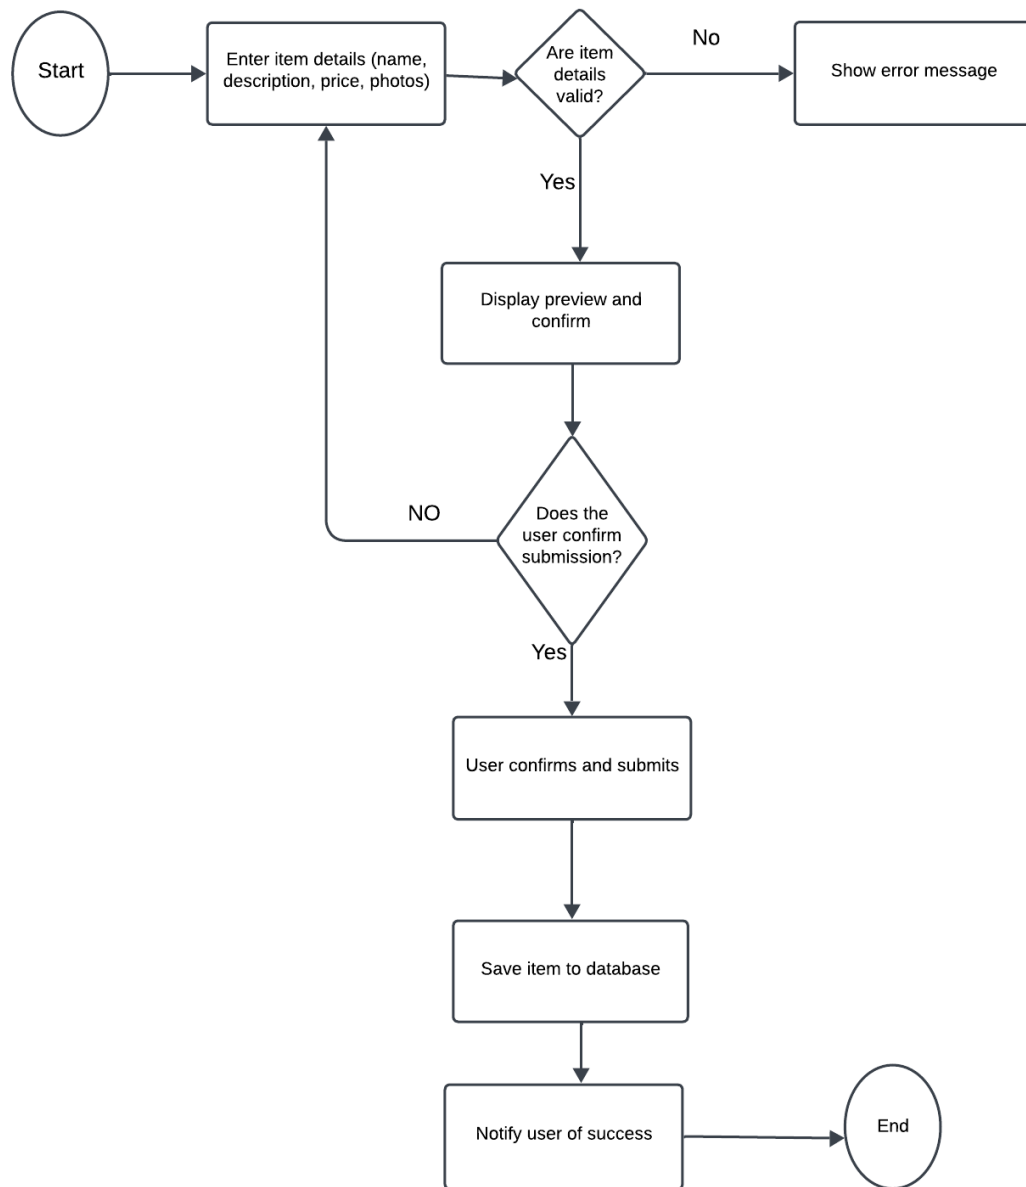 Start
Enter item details (name,
description, price, photos)
Are item
details
valid?
No
Show error message
Yes
Display preview and
confirm
NO
Does the
user confirm
submission?
Yes
User confirms and submits
Save item to database
Notify user of success
End